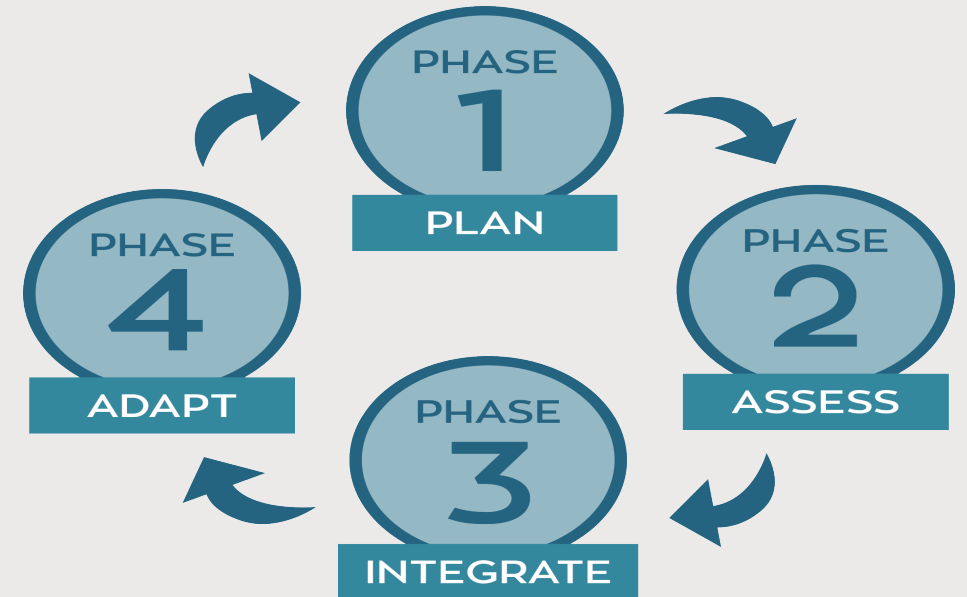 PHASE
1
PLAN
PHASE
2
ASSESS
PHASE
3
INTEGRATE
PHASE
4
ADAPT